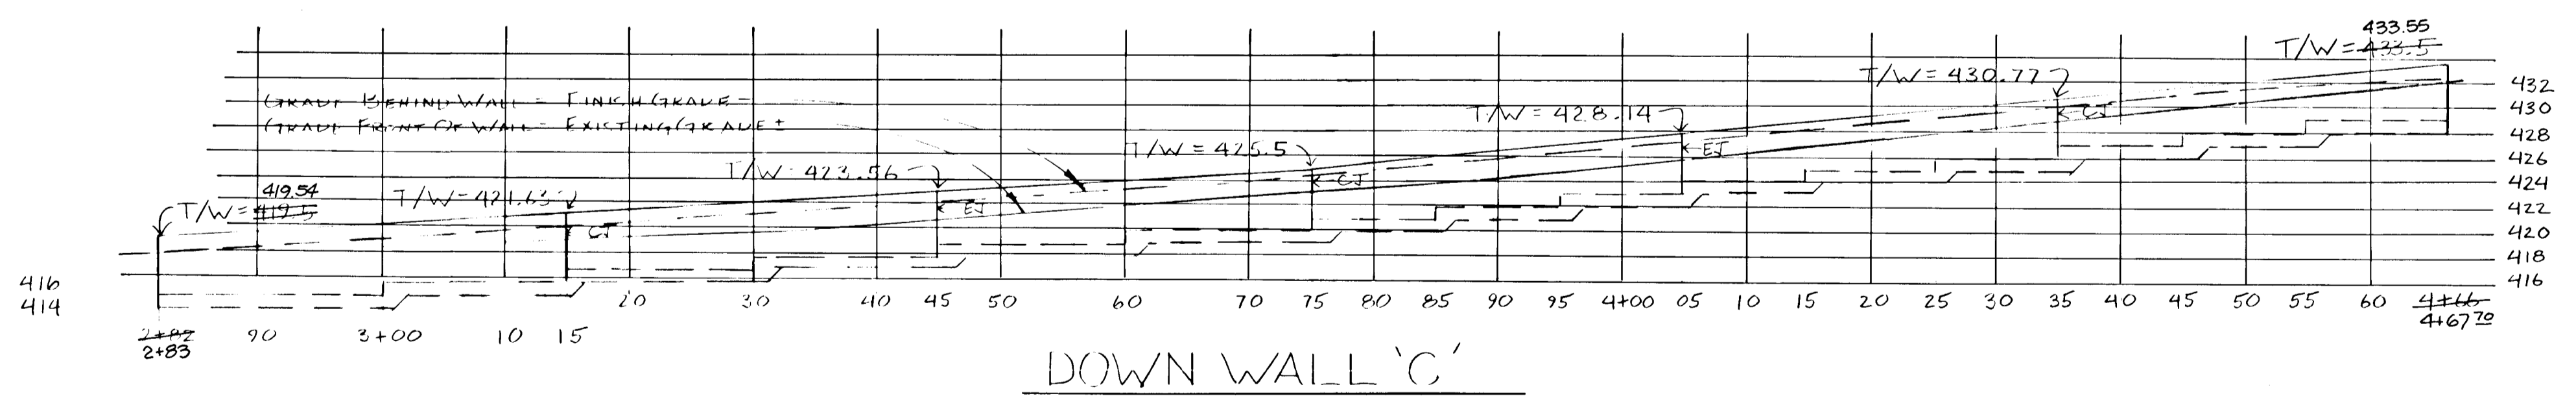 433.55
T/W = 433.5
T/W = 430.77
432
GRADE BEHIND WALL = FINISH GRADE -
T/W = 428.14
CJ
430
GRADE FRONT OF WALL = EXISTING GRADE ±
428
T/W = 425.5
EJ
426
T/W = 423.56
CJ
424
419.54
T/W = 421.63
T/W = 419.5
EJ
422
CJ
420
418
416
416
414
20 30 40 45 50 60 70 75 80 85 90 95 4+00 05 10 15 20 25 30 35 40 45 50 55 60 4+66
4+67 70
2+82 90 3+00 10 15
2+83
DOWN WALL 'C'